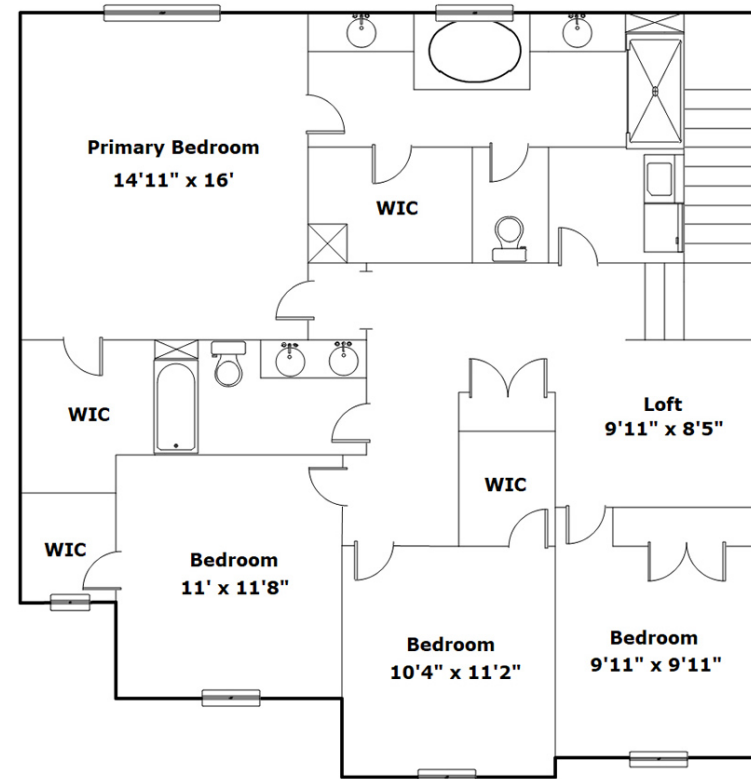 Primary Bedroom
14'11" x 16'
WIC
WIC
Loft
9'11" x 8'5"
WIC
WIC
Bedroom
11' x 11'8"
Bedroom
10'4" x 11'2"
Bedroom
9'11" x 9'11"